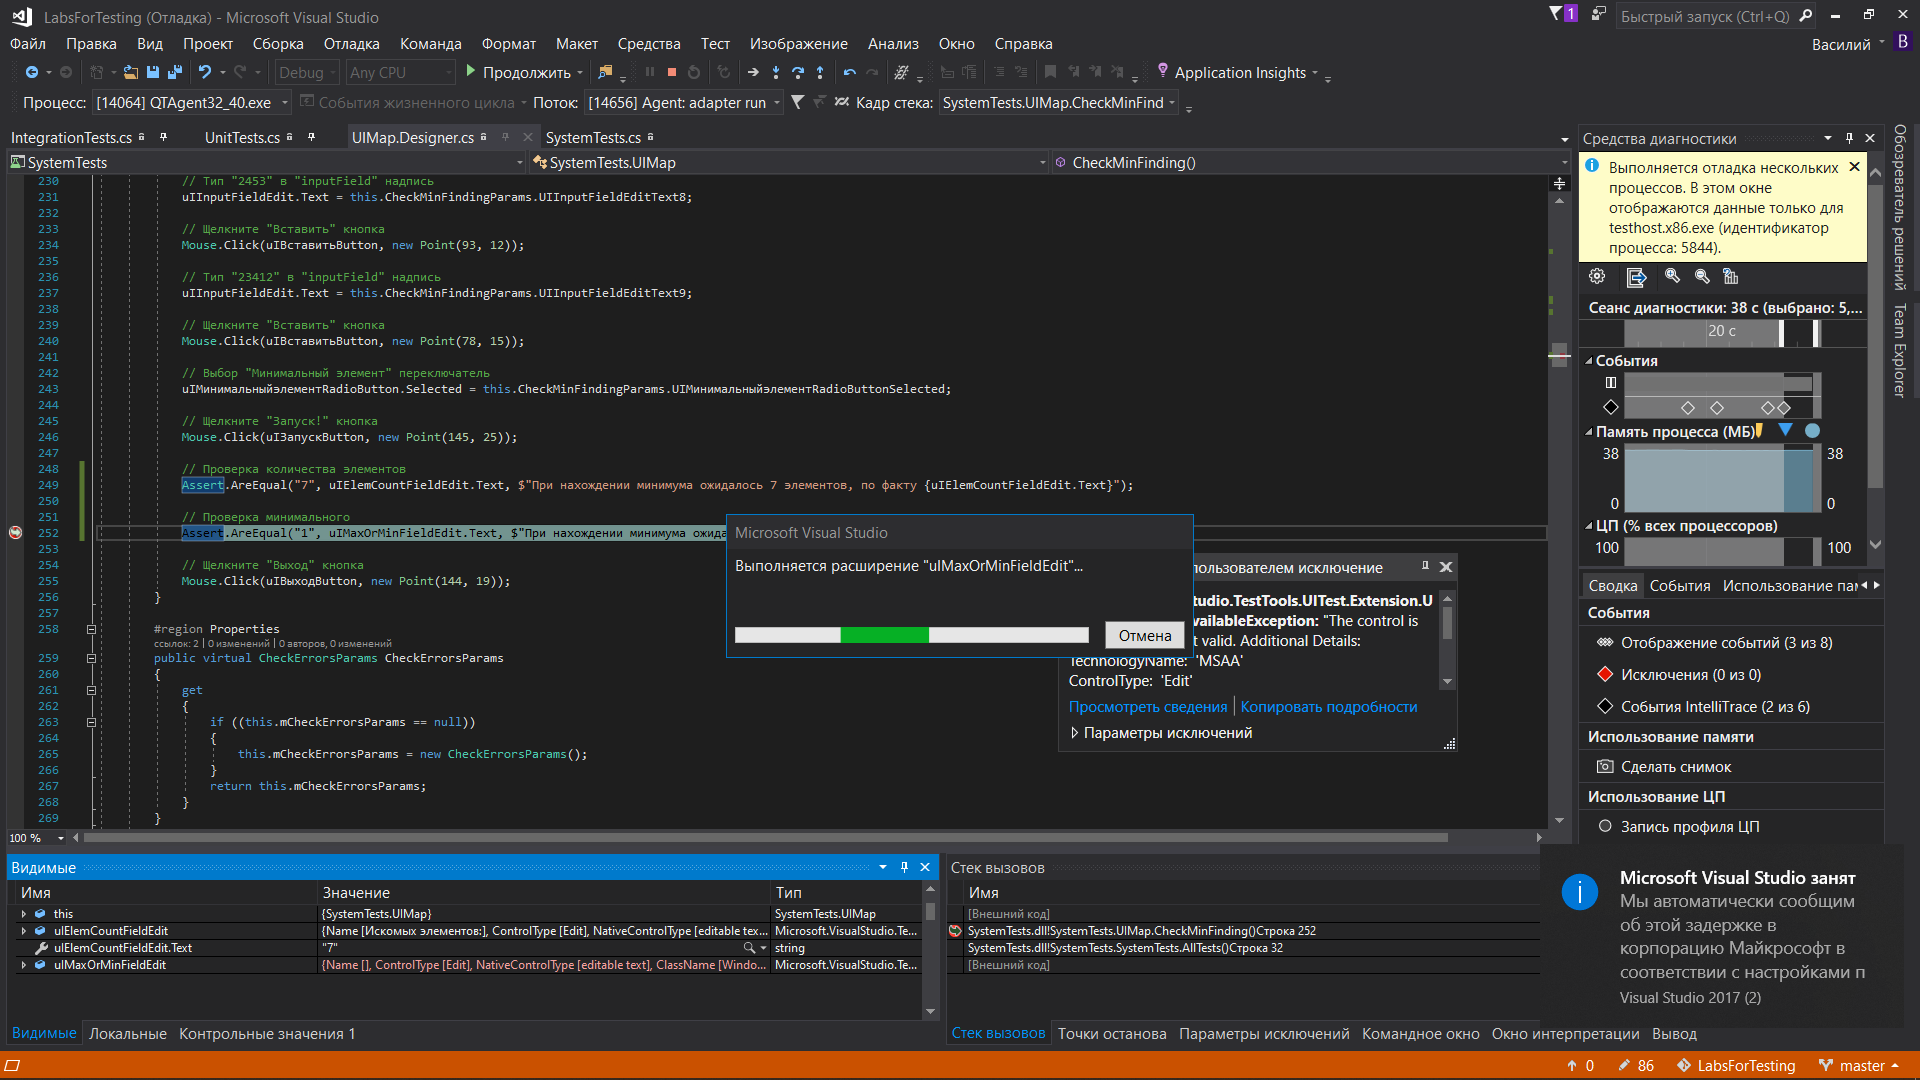 LabsForTesting (Отладка) - Microsoft Visual Studio
1
Быстрый запуск (Ctrl+Q)
Файл Правка Вид Проект Сборка Отладка Команда Формат Макет Средства Тест Изображение Анализ Окно Справка
Василий B
Debug Any CPU Продолжить Application Insights
Процесс: [14064] QTAgent32_40.exe События жизненного цикла Поток: [14656] Agent: adapter run Кадр стека: SystemTests.UIMap.CheckMinFind
IntegrationTests.cs UnitTests.cs UIMap.Designer.cs SystemTests.cs
SystemTests SystemTests.UIMap CheckMinFinding()
230 // Тип "2453" в "inputField" надпись
231 uIInputFieldEdit.Text = this.CheckMinFindingParams.UIInputFieldEditText8;
232
233 // Щелкните "Вставить" кнопка
234 Mouse.Click(uIВставитьButton, new Point(93, 12));
235
236 // Тип "23412" в "inputField" надпись
237 uIInputFieldEdit.Text = this.CheckMinFindingParams.UIInputFieldEditText9;
238
239 // Щелкните "Вставить" кнопка
240 Mouse.Click(uIВставитьButton, new Point(78, 15));
241
242 // Выбор "Минимальный элемент" переключатель
243 uIМинимальныйэлементRadioButton.Selected = this.CheckMinFindingParams.UIМинимальныйэлементRadioButtonSelected;
244
245 // Щелкните "Запуск!" кнопка
246 Mouse.Click(uIЗапускButton, new Point(145, 25));
247
248 // Проверка количества элементов
249 Assert.AreEqual("7", uIElemCountFieldEdit.Text, $"При нахождении минимума ожидалось 7 элементов, по факту {uIElemCountFieldEdit.Text}");
250
251 // Проверка минимального
252 Assert.AreEqual("1", uIMaxOrMinFieldEdit.Text, $"При нахождении минимума ожида
253
254 // Щелкните "Выход" кнопка
255 Mouse.Click(uIВыходButton, new Point(144, 19));
256 }
257
258 #region Properties
ссылок: 2 | 0 авторов, 0 изменений | 0 авторов, 0 изменений
259 public virtual CheckErrorsParams CheckErrorsParams
260 {
261 get
262 {
263 if ((this.mCheckErrorsParams == null))
264 {
265 this.mCheckErrorsParams = new CheckErrorsParams();
266 }
267 return this.mCheckErrorsParams;
268 }
269 }
100 %
Microsoft Visual Studio
Выполняется расширение "uIMaxOrMinFieldEdit"...
Отмена
пользователем исключение
tudio.TestTools.UITest.Extension.U
vailableException: "The control is
t valid. Additional Details:
TechnologyName: 'MSAA'
ControlType: 'Edit'
Просмотреть сведения | Копировать подробности
Параметры исключений
Средства диагностики
Выполняется отладка нескольких
процессов. В этом окне
отображаются данные только для
testhost.x86.exe (идентификатор
процесса: 5844).
Сеанс диагностики: 38 с (выбрано: 5,...
20 с
События
Память процесса (МБ)
38 38
0 0
ЦП (% всех процессоров)
100 100
Сводка События Использование пам
События
Отображение событий (3 из 8)
Исключения (0 из 0)
События IntelliTrace (2 из 6)
Использование памяти
Сделать снимок
Использование ЦП
Запись профиля ЦП
Обозреватель решений
Team Explorer
Видимые
Имя Значение Тип
this {SystemTests.UIMap} SystemTests.UIMap
uIElemCountFieldEdit {Name [Искомых элементов:], ControlType [Edit], NativeControlType [editable tex... Microsoft.VisualStudio.Te...
uIElemCountFieldEdit.Text "7" string
uIMaxOrMinFieldEdit {Name [], ControlType [Edit], NativeControlType [editable text], ClassName [Windo... Microsoft.VisualStudio.Te...
Видимые Локальные Контрольные значения 1
Стек вызовов
Имя
[Внешний код]
SystemTests.dll!SystemTests.UIMap.CheckMinFinding()Строка 252
SystemTests.dll!SystemTests.SystemTests.AllTests()Строка 32
[Внешний код]
Стек вызовов Точки останова Параметры исключений Командное окно Окно интерпретации Вывод
Microsoft Visual Studio занят
Мы автоматически сообщим
об этой задержке в
корпорацию Майкрософт в
соответствии с настройками п
Visual Studio 2017 (2)
0 86 LabsForTesting master